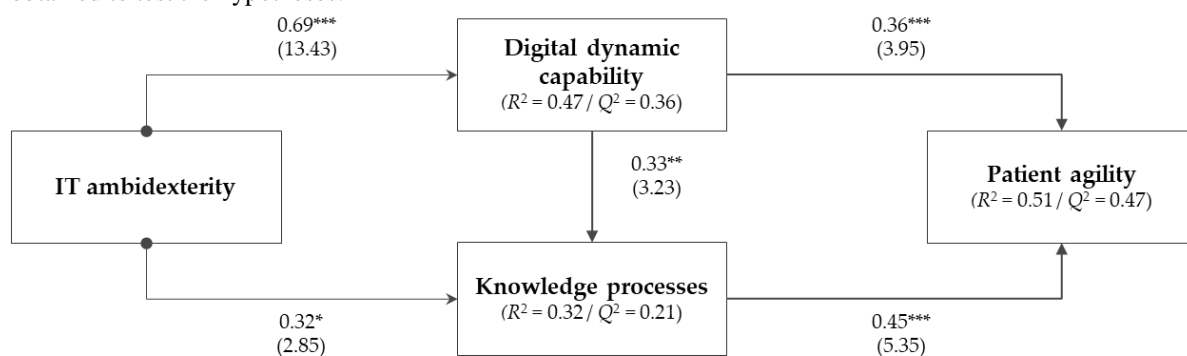 0.69***
(13.43)
Digital dynamic
capability
(R² = 0.47 / Q² = 0.36)
0.36***
(3.95)
IT ambidexterity
0.33**
(3.23)
Patient agility
(R² = 0.51 / Q² = 0.47)
Knowledge processes
(R² = 0.32 / Q² = 0.21)
0.32*
(2.85)
0.45***
(5.35)